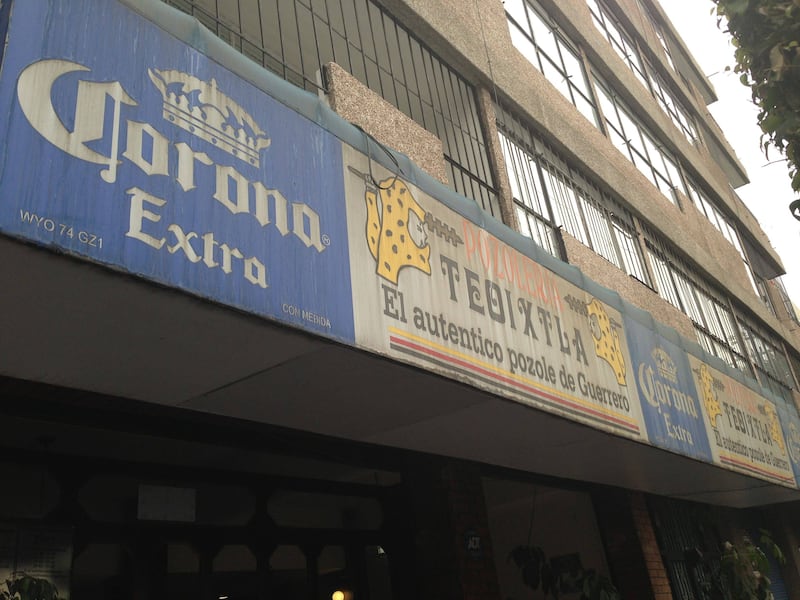 Corona
Extra
WYO 74 GZ1
CON MEDIDA
POZOLERIA
TEOIXTLA
El autentico pozole de Guerrero
Corona
Extra
TEOIXTLA
El autentico pozole de Guerrero
ADT